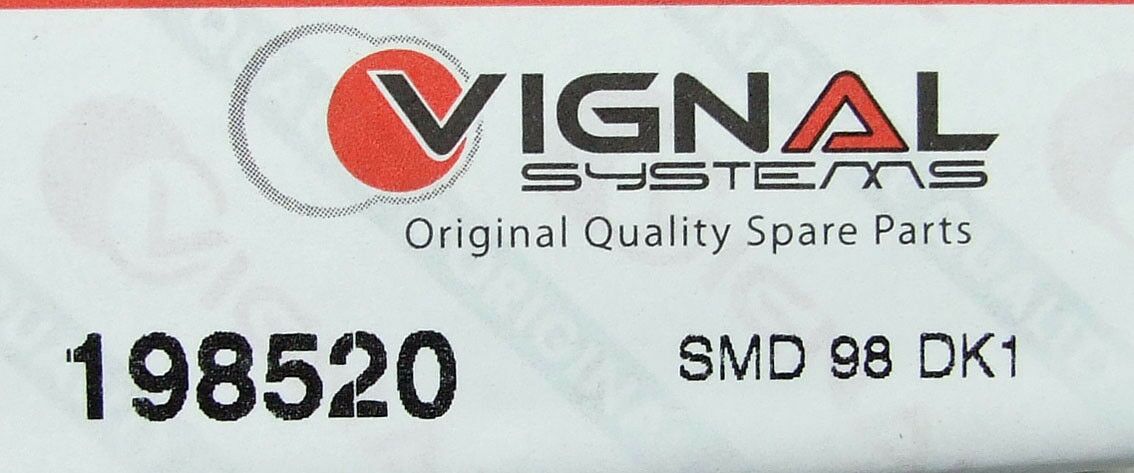 VIGNAL
SYSTEMS
Original Quality Spare Parts
198520 SMD 98 DK1